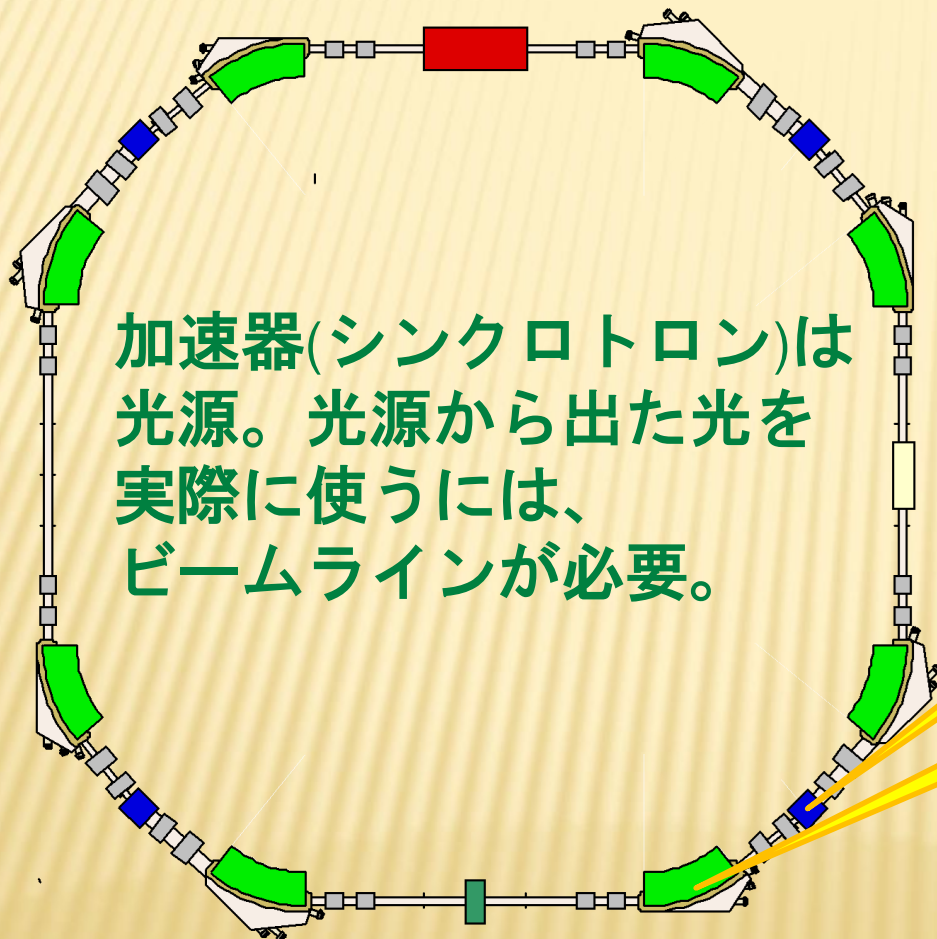 加速器(シンクロトロン)は
光源。光源から出た光を
実際に使うには、
ビームラインが必要。